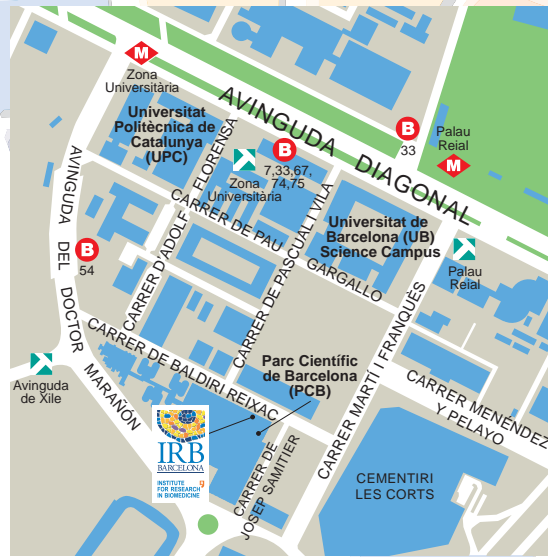 M
Zona
Universitària
Universitat
Politècnica de
Catalunya
(UPC)
AVINGUDA DIAGONAL
B
33
Palau
Reial
M
B
7,33,67,
74,75
Zona
Universitària
CARRER D'ADOLF FLORENSA
CARRER DE PAU GARGALLO
CARRER DE PASCUAL I VILA
Universitat de
Barcelona (UB)
Science Campus
Palau
Reial
AVINGUDA DEL DOCTOR MARAÑÓN
B
54
Avinguda
de Xile
CARRER DE BALDIRI REIXAC
Parc Científic
de Barcelona
(PCB)
CARRER MARTÍ I FRANQUÈS
CARRER MENÉNDEZ
Y PELAYO
IRB
BARCELONA
INSTITUTE
FOR RESEARCH
IN BIOMEDICINE
CARRER DE
JOSEP SAMITIER
CEMENTIRI
LES CORTS